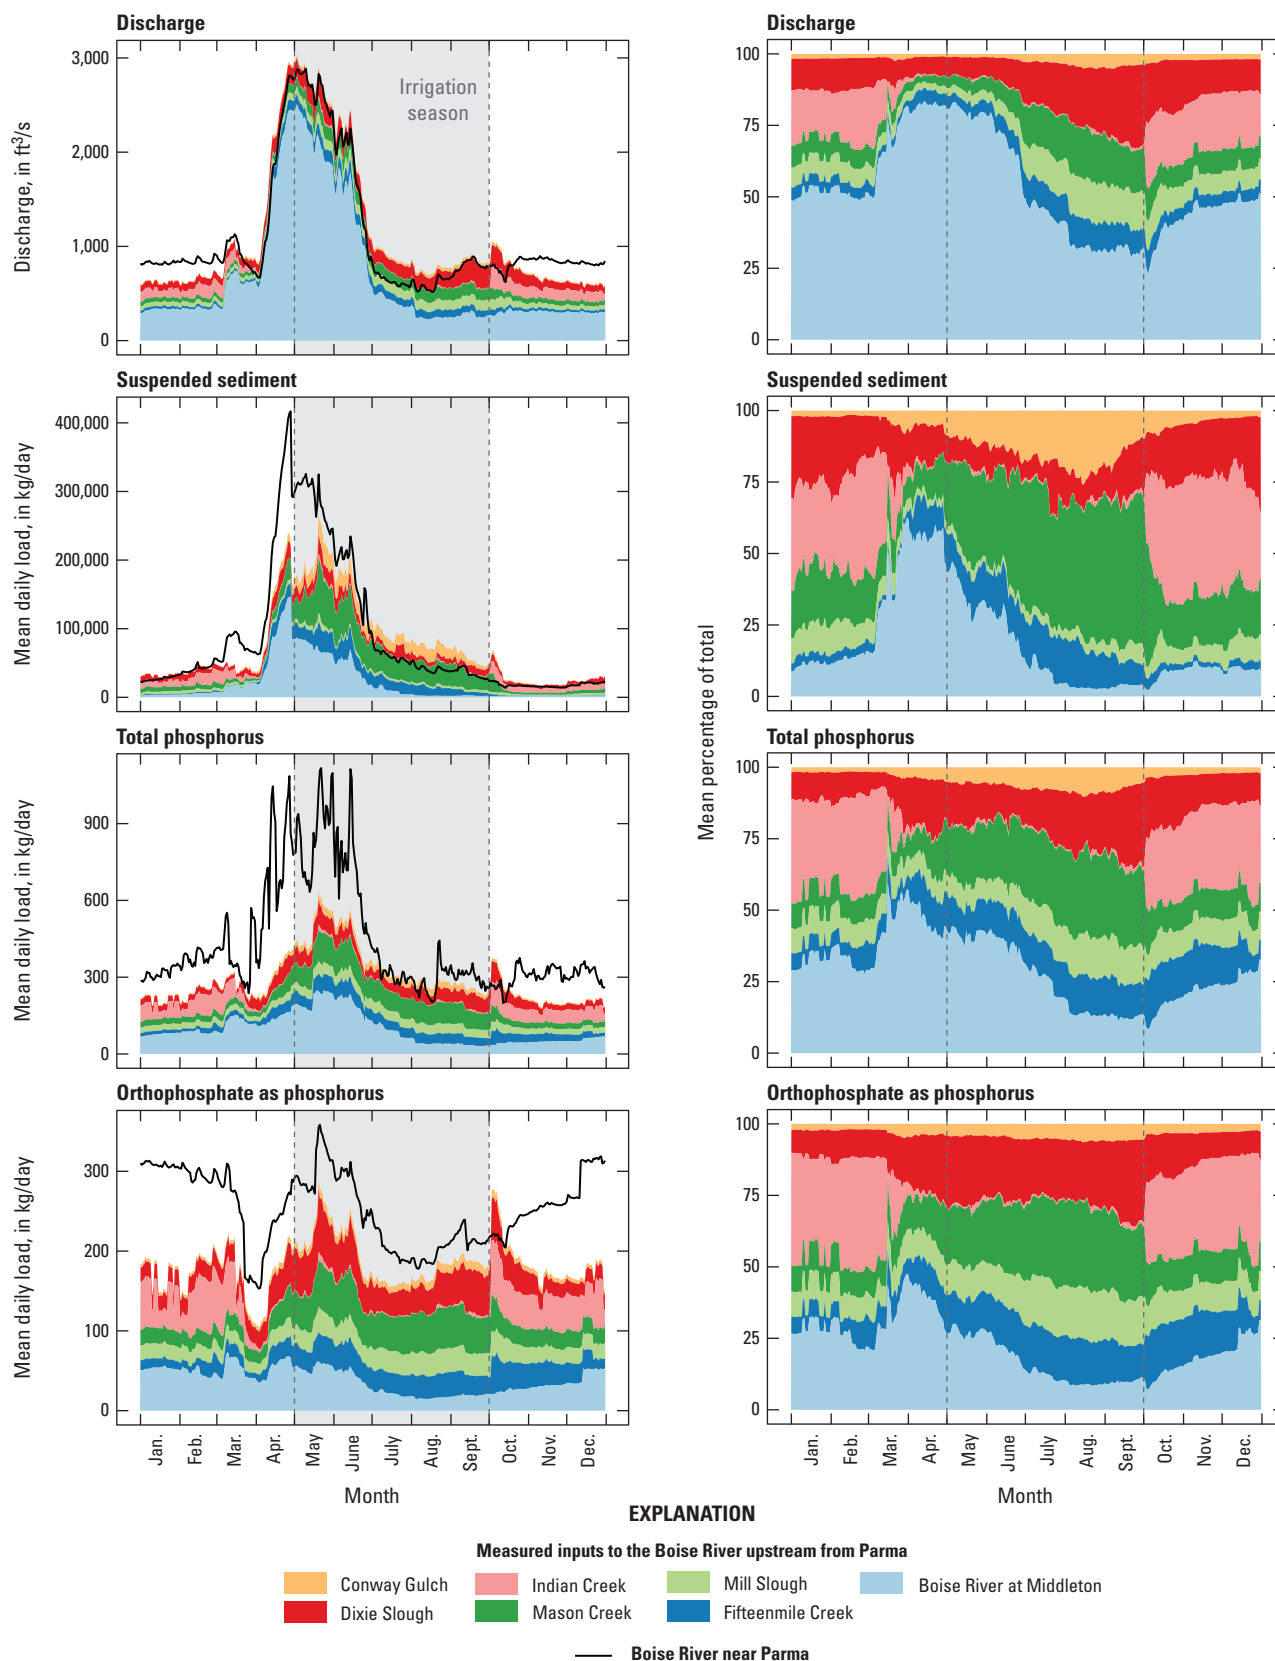 Discharge
3,000
2,000
1,000
0
Discharge, in ft³/s
Irrigation
season
Suspended sediment
400,000
300,000
200,000
100,000
0
Mean daily load, in kg/day
Total phosphorus
900
600
300
0
Mean daily load, in kg/day
Orthophosphate as phosphorus
300
200
100
0
Mean daily load, in kg/day
Jan.
Feb.
Mar.
Apr.
May
June
July
Aug.
Sept.
Oct.
Nov.
Dec.
Month
Discharge
100
75
50
25
0
Suspended sediment
100
75
50
25
0
Mean percentage of total
Total phosphorus
100
75
50
25
0
Orthophosphate as phosphorus
100
75
50
25
0
Jan.
Feb.
Mar.
Apr.
May
June
July
Aug.
Sept.
Oct.
Nov.
Dec.
Month
EXPLANATION
Measured inputs to the Boise River upstream from Parma
Conway Gulch
Indian Creek
Mill Slough
Boise River at Middleton
Dixie Slough
Mason Creek
Fifteenmile Creek
Boise River near Parma